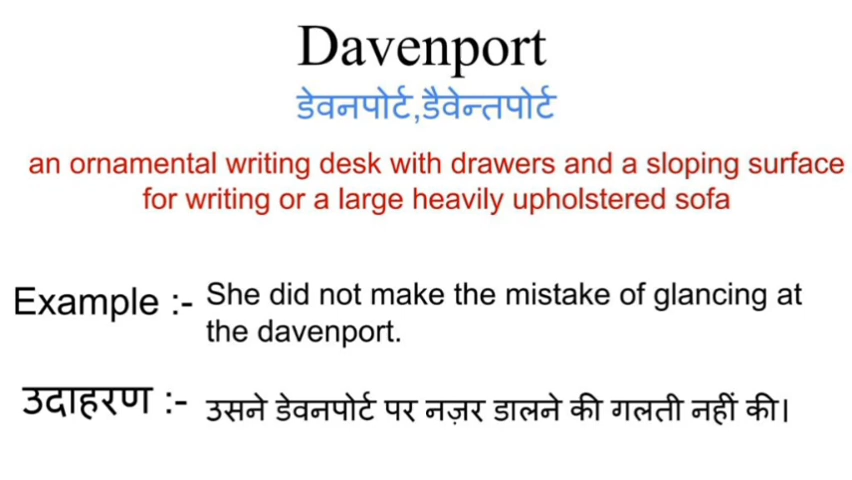 Davenport
डेवनपोर्ट,डैवेन्तपोर्ट
an ornamental writing desk with drawers and a sloping surface
for writing or a large heavily upholstered sofa
Example :- She did not make the mistake of glancing at
the davenport.
उदाहरण :- उसने डेवनपोर्ट पर नज़र डालने की गलती नहीं की।